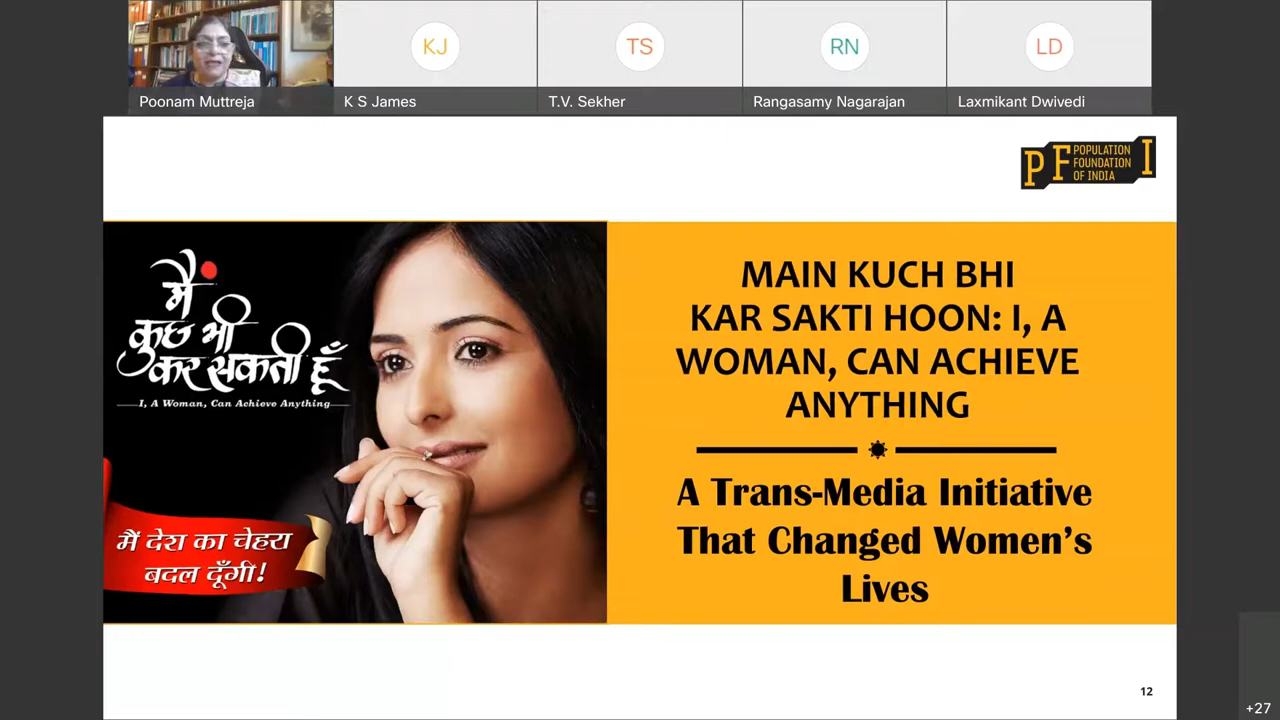 KJ
TS
RN
LD
Poonam Muttreja
K S James
T.V. Sekher
Rangasamy Nagarajan
Laxmikant Dwivedi
PFI
POPULATION
FOUNDATION
OF INDIA
मैं
कुछ भी
कर सकती हूँ
I, A Woman, Can Achieve Anything
मैं देश का चेहरा
बदल दूँगी!
MAIN KUCH BHI
KAR SAKTI HOON: I, A
WOMAN, CAN ACHIEVE
ANYTHING
A Trans-Media Initiative
That Changed Women's
Lives
12
+27